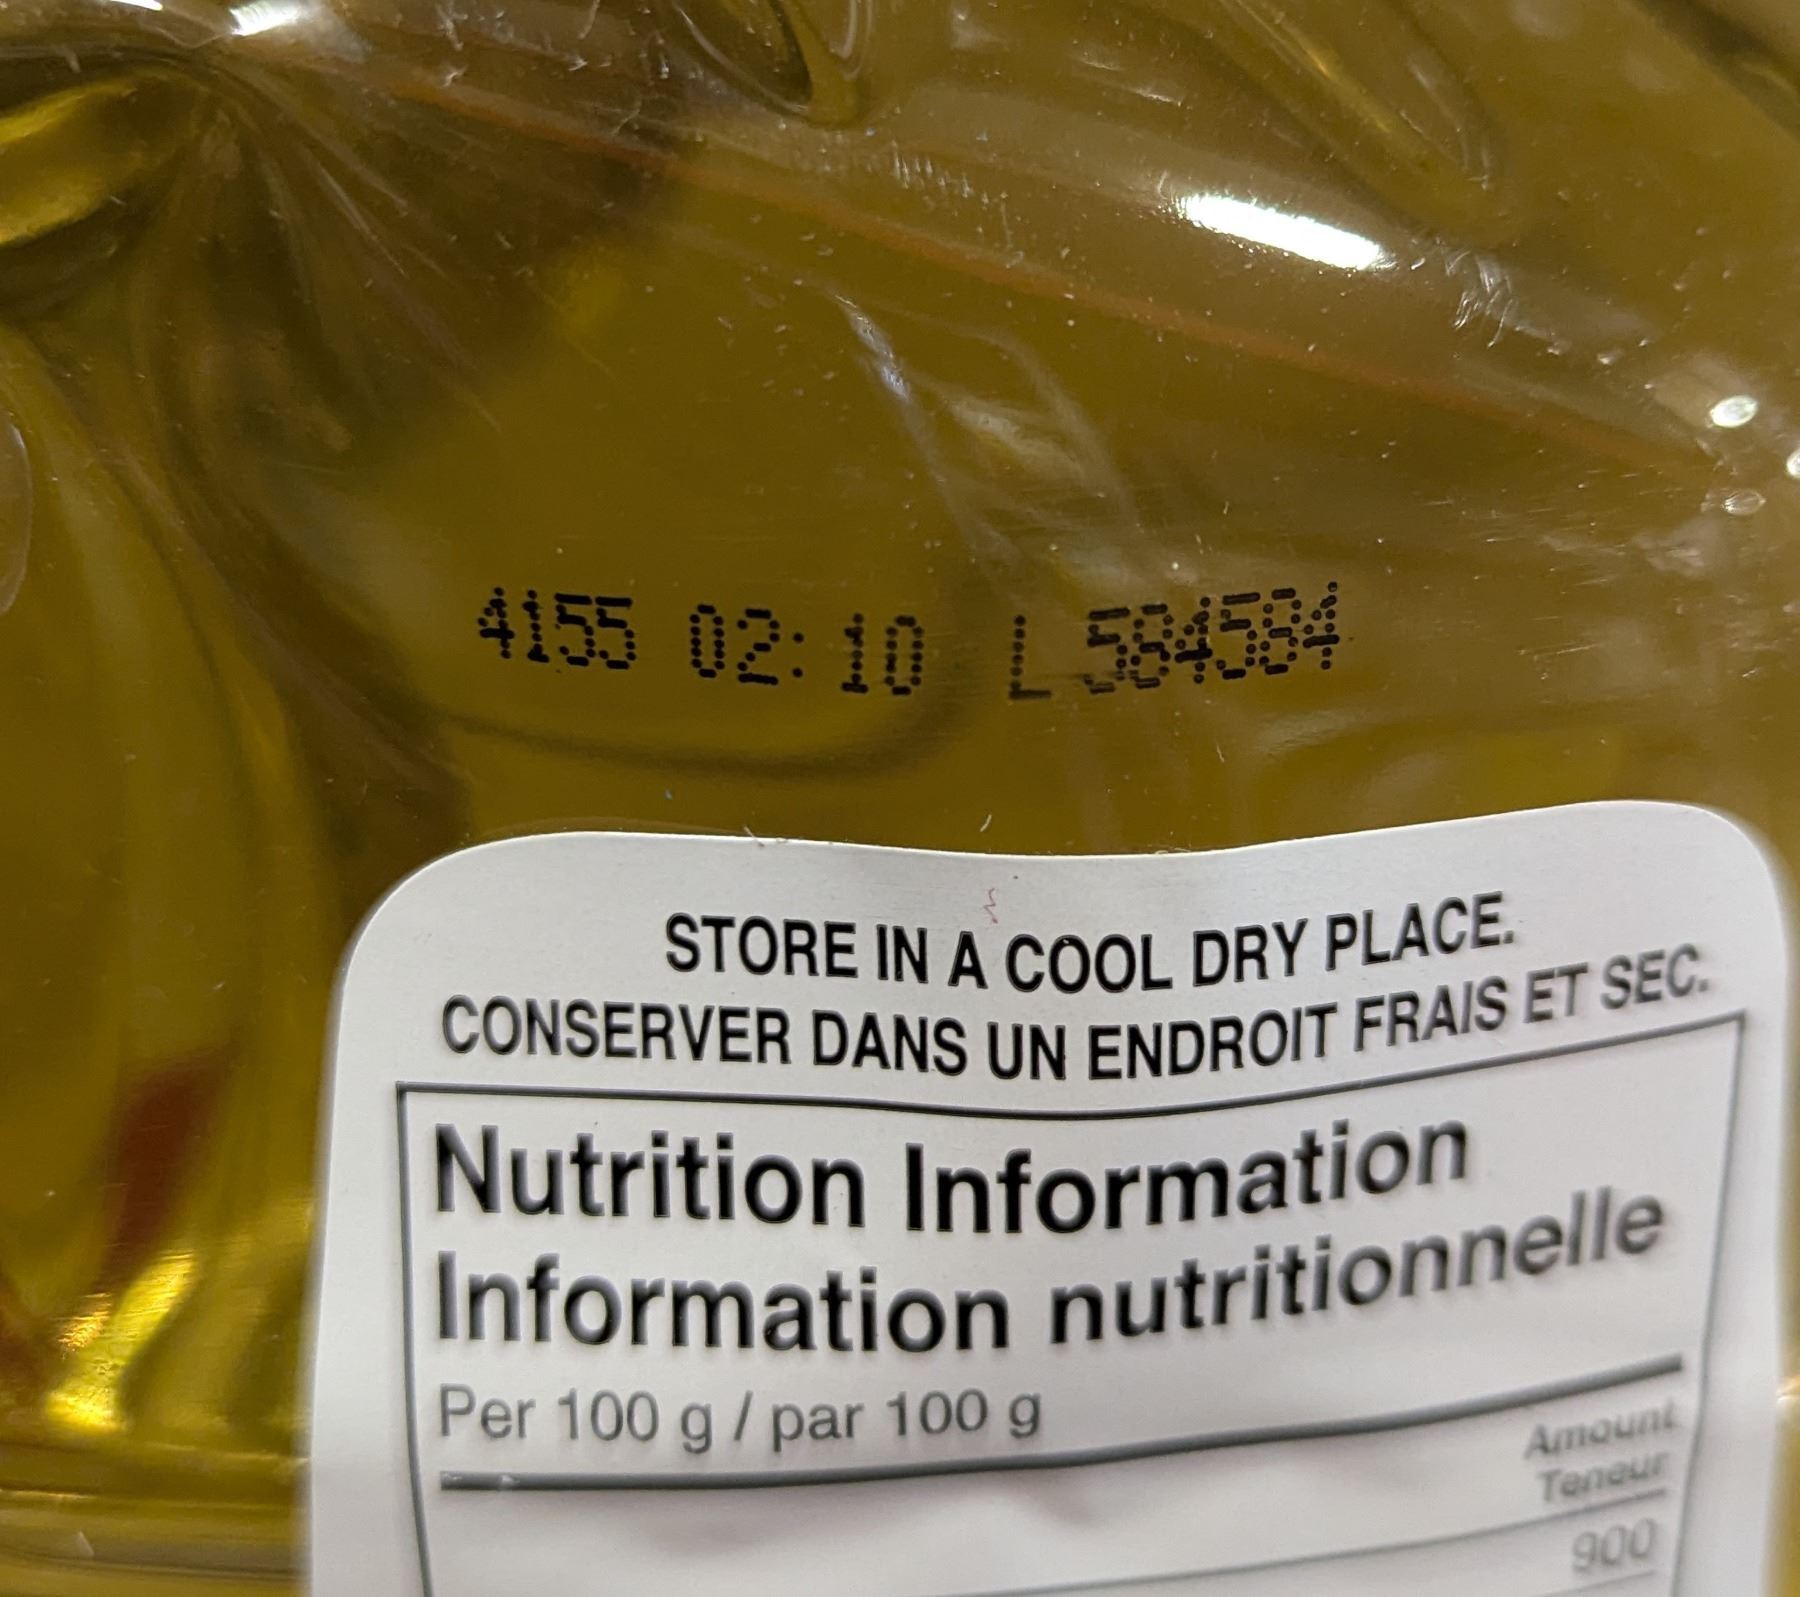 4155 02:10 L 584584
STORE IN A COOL DRY PLACE.
CONSERVER DANS UN ENDROIT FRAIS ET SEC.
Nutrition Information
Information nutritionnelle
Per 100 g / par 100 g
Amount
Teneur
900